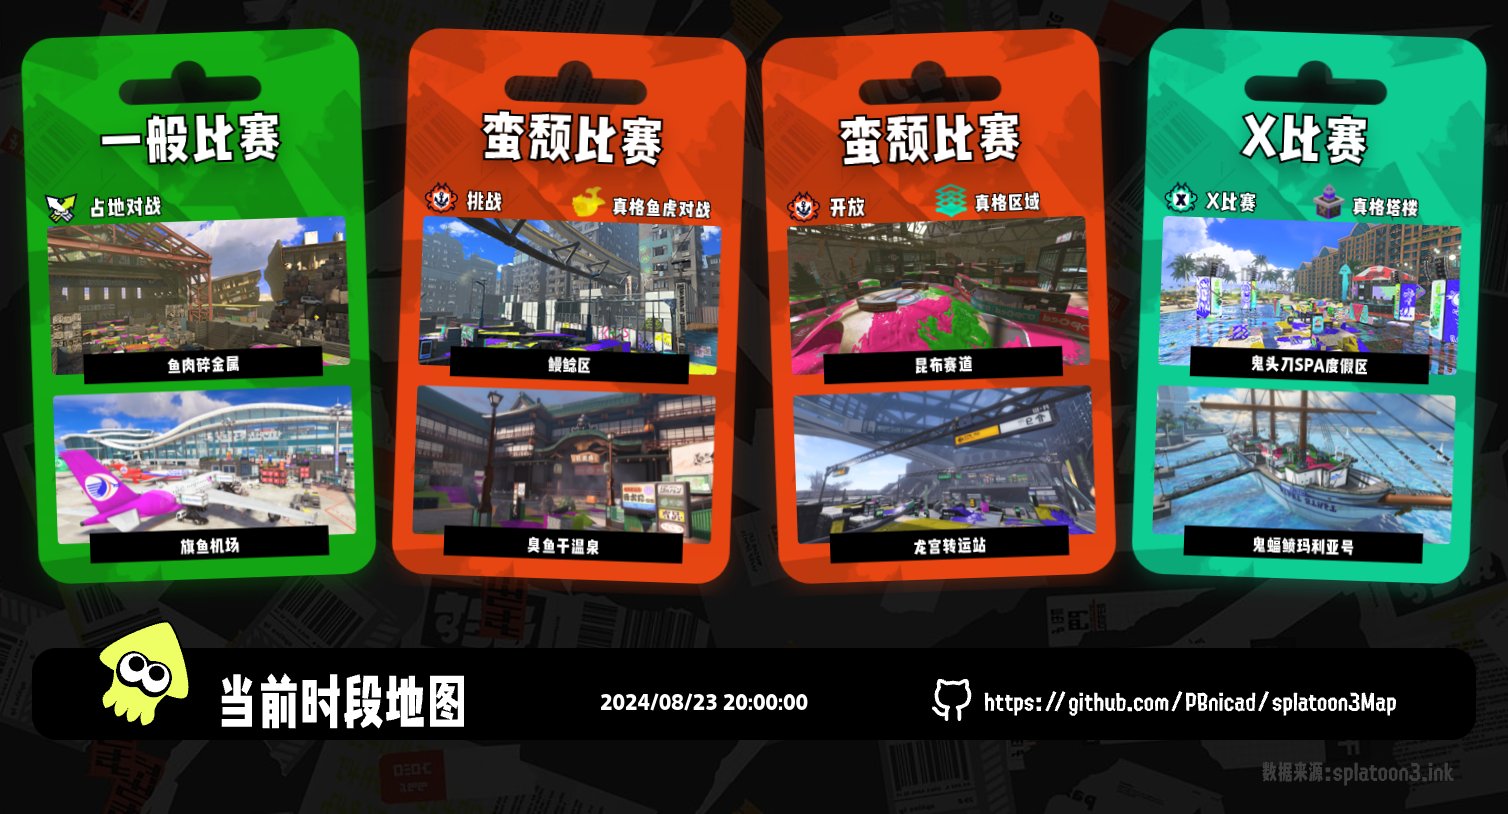 一般比赛
占地对战
鱼肉碎金属
旗鱼机场
蛮颓比赛
挑战
真格鱼虎对战
鳗鲶区
臭鱼干温泉
蛮颓比赛
开放
真格区域
昆布赛道
龙宫转运站
X比赛
X比赛
真格塔楼
鬼头刀SPA度假区
鬼蝠鲼玛利亚号
当前时段地图
2024/08/23 20:00:00
https://github.com/PBnicad/splatoon3Map
数据来源:splatoon3.ink